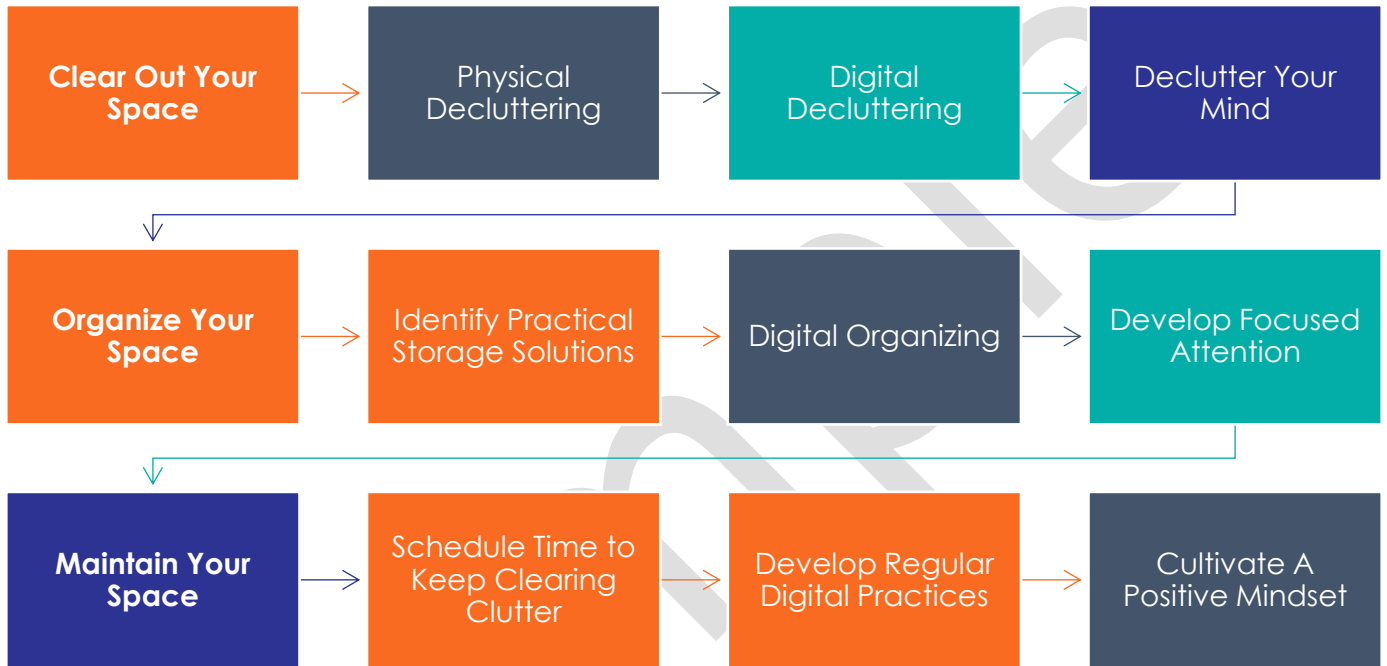 Clear Out Your
Space
Physical
Decluttering
Digital
Decluttering
Declutter Your
Mind
Organize Your
Space
Identify Practical
Storage Solutions
Digital Organizing
Develop Focused
Attention
Maintain Your
Space
Schedule Time to
Keep Clearing
Clutter
Develop Regular
Digital Practices
Cultivate A
Positive Mindset